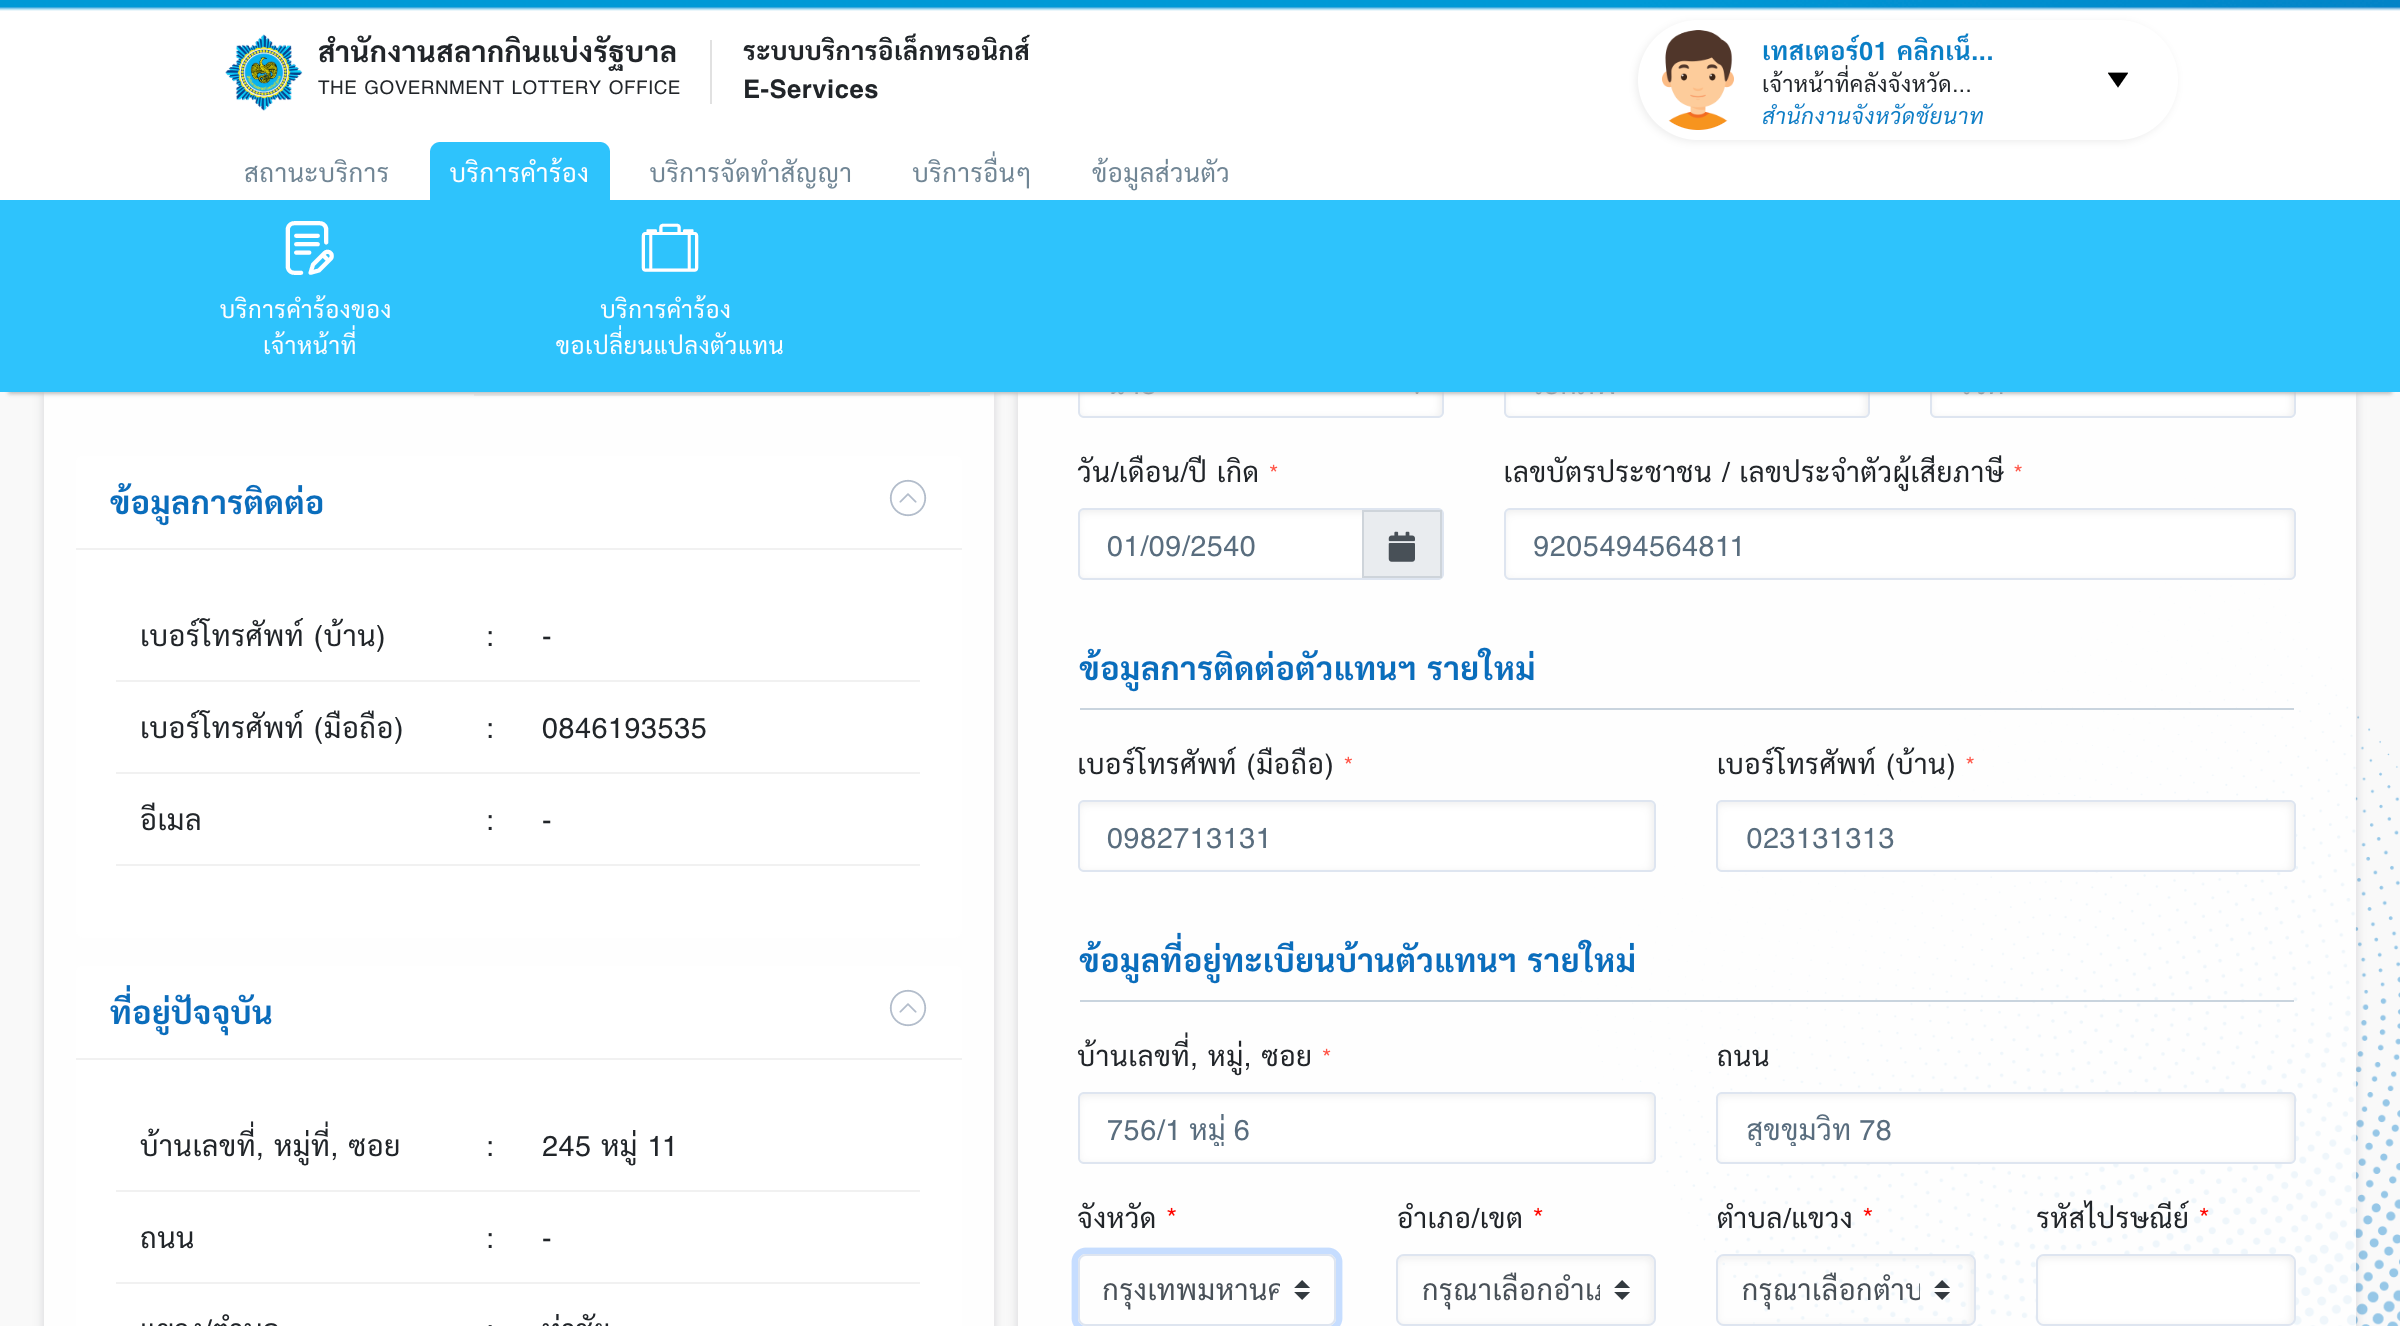 สำนักงานสลากกินแบ่งรัฐบาล
THE GOVERNMENT LOTTERY OFFICE
ระบบบริการอิเล็กทรอนิกส์
E-Services
เทสเตอร์01 คลิกเน็...
เจ้าหน้าที่คลังจังหวัด...
สำนักงานจังหวัดชัยนาท
สถานะบริการ
บริการคำร้อง
บริการจัดทำสัญญา
บริการอื่นๆ
ข้อมูลส่วนตัว
บริการคำร้องของ
เจ้าหน้าที่
บริการคำร้อง
ขอเปลี่ยนแปลงตัวแทน
ข้อมูลการติดต่อ
เบอร์โทรศัพท์ (บ้าน) : -
เบอร์โทรศัพท์ (มือถือ) : 0846193535
อีเมล : -
ที่อยู่ปัจจุบัน
บ้านเลขที่, หมู่ที่, ซอย : 245 หมู่ 11
ถนน : -
วัน/เดือน/ปี เกิด *
เลขบัตรประชาชน / เลขประจำตัวผู้เสียภาษี *
01/09/2540
9205494564811
ข้อมูลการติดต่อตัวแทนฯ รายใหม่
เบอร์โทรศัพท์ (มือถือ) *
เบอร์โทรศัพท์ (บ้าน) *
0982713131
023131313
ข้อมูลที่อยู่ทะเบียนบ้านตัวแทนฯ รายใหม่
บ้านเลขที่, หมู่, ซอย *
ถนน
756/1 หมู่ 6
สุขขุมวิท 78
จังหวัด *
อำเภอ/เขต *
ตำบล/แขวง *
รหัสไปรษณีย์ *
กรุงเทพมหานค
กรุณาเลือกอำเภ
กรุณาเลือกตำบ